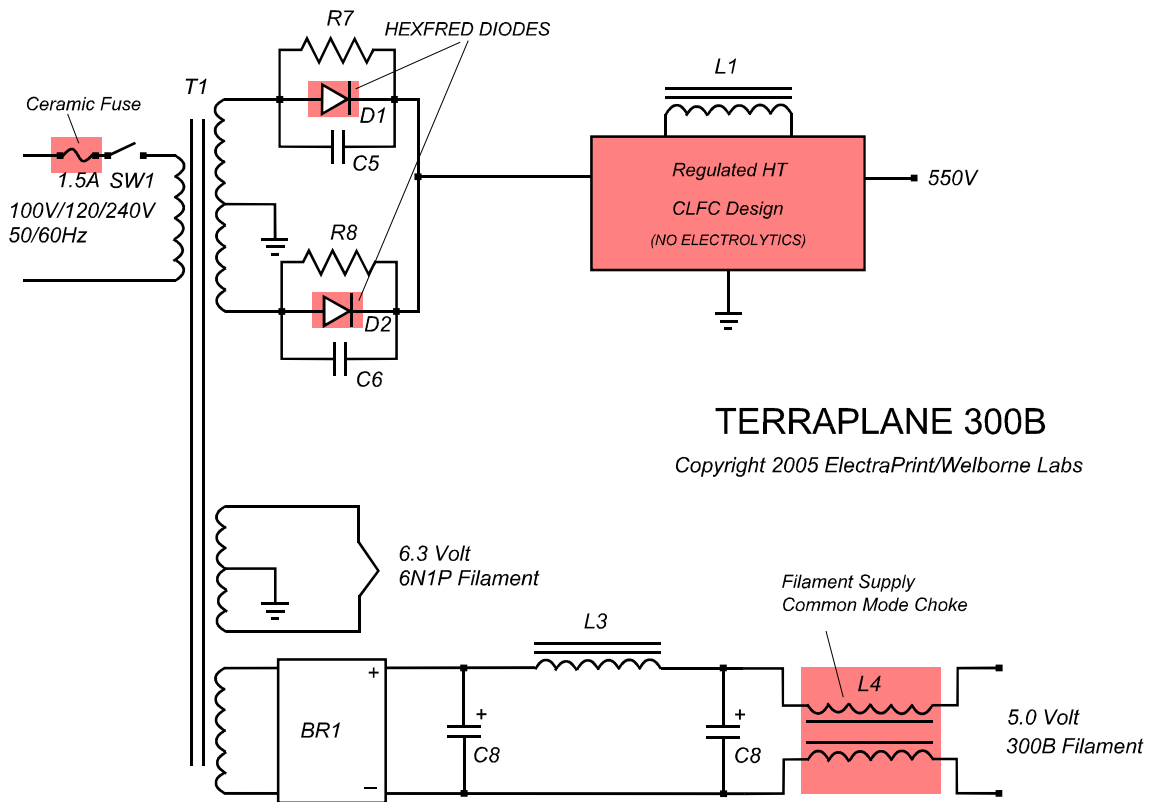 R7
HEXFRED DIODES
T1
L1
Ceramic Fuse
D1
C5
1.5A SW1
100V/120/240V
50/60Hz
Regulated HT
CLFC Design
(NO ELECTROLYTICS)
550V
R8
D2
C6
TERRAPLANE 300B
Copyright 2005 ElectraPrint/Welborne Labs
6.3 Volt
6N1P Filament
Filament Supply
Common Mode Choke
L3
L4
+
BR1
–
+
C8
+
C8
5.0 Volt
300B Filament